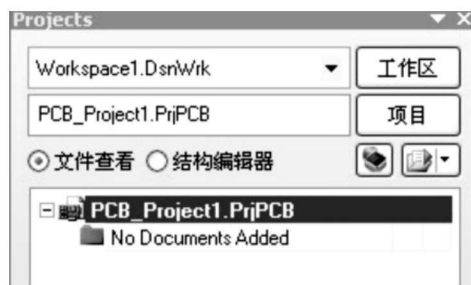 Projects
Workspace1.DsnWrk 工作区
PCB_Project1.PrjPCB 项目
文件查看 结构编辑器
PCB_Project1.PrjPCB
No Documents Added